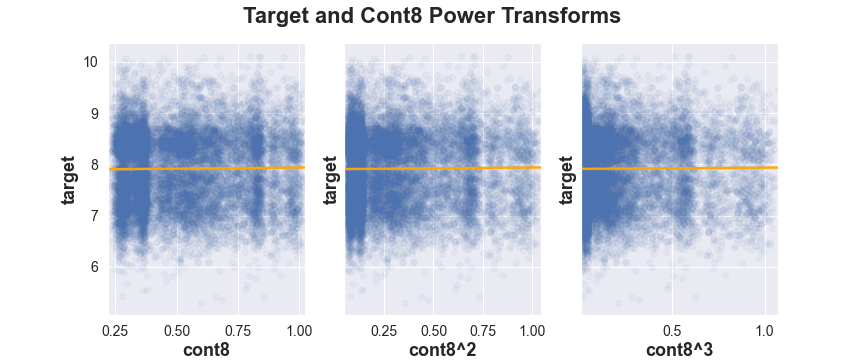 Target and Cont8 Power Transforms
target
10
9
8
7
6
0.25 0.50 0.75 1.00
cont8
target
0.25 0.50 0.75 1.00
cont8^2
target
0.5 1.0
cont8^3